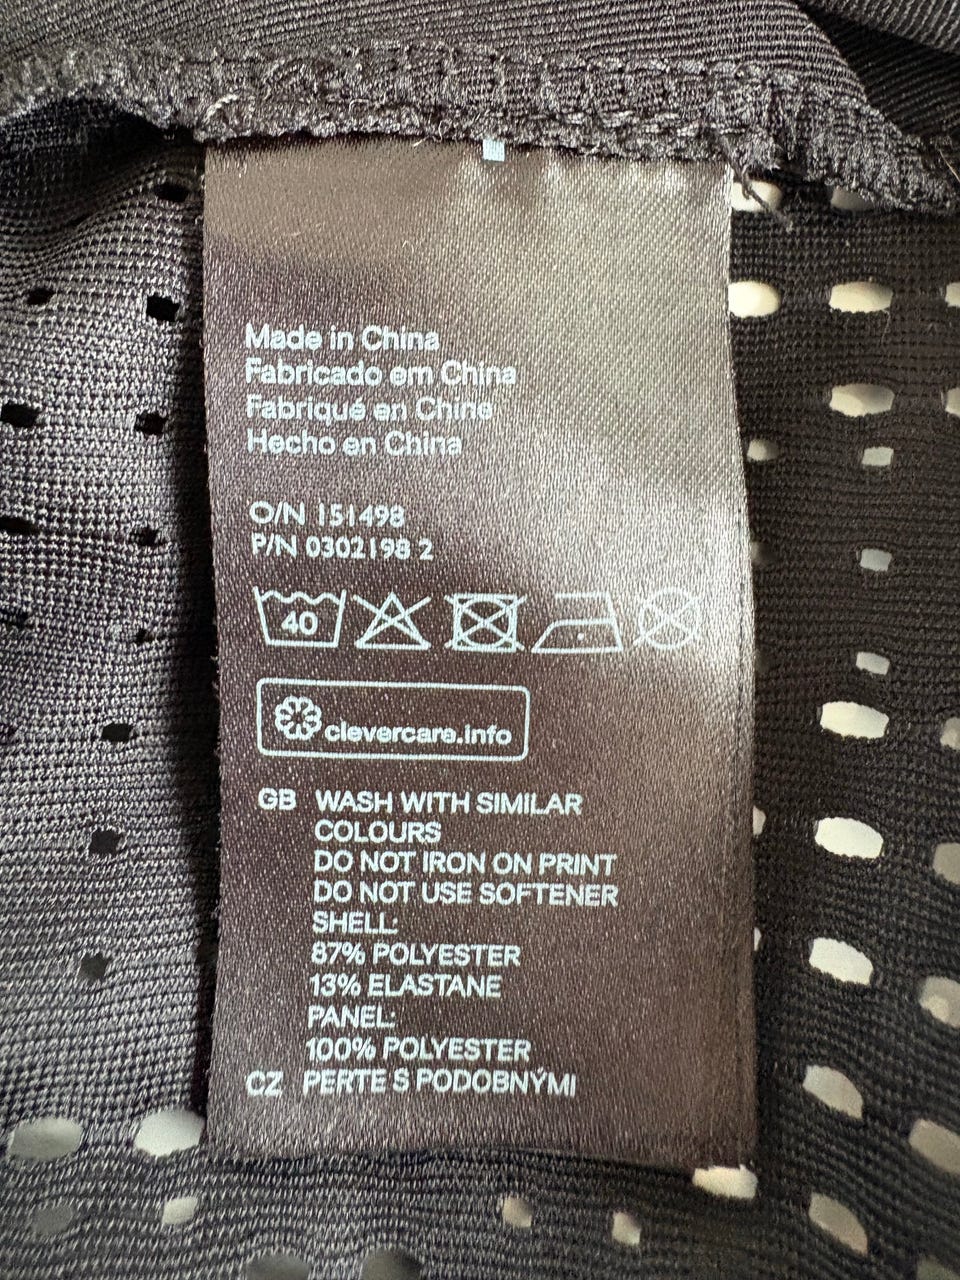 Made in China
Fabricado em China
Fabriqué en Chine
Hecho en China
O/N 151498
P/N 0302198 2
40
clevercare.info
GB WASH WITH SIMILAR
COLOURS
DO NOT IRON ON PRINT
DO NOT USE SOFTENER
SHELL:
87% POLYESTER
13% ELASTANE
PANEL:
100% POLYESTER
CZ PERTE S PODOBNÝMI